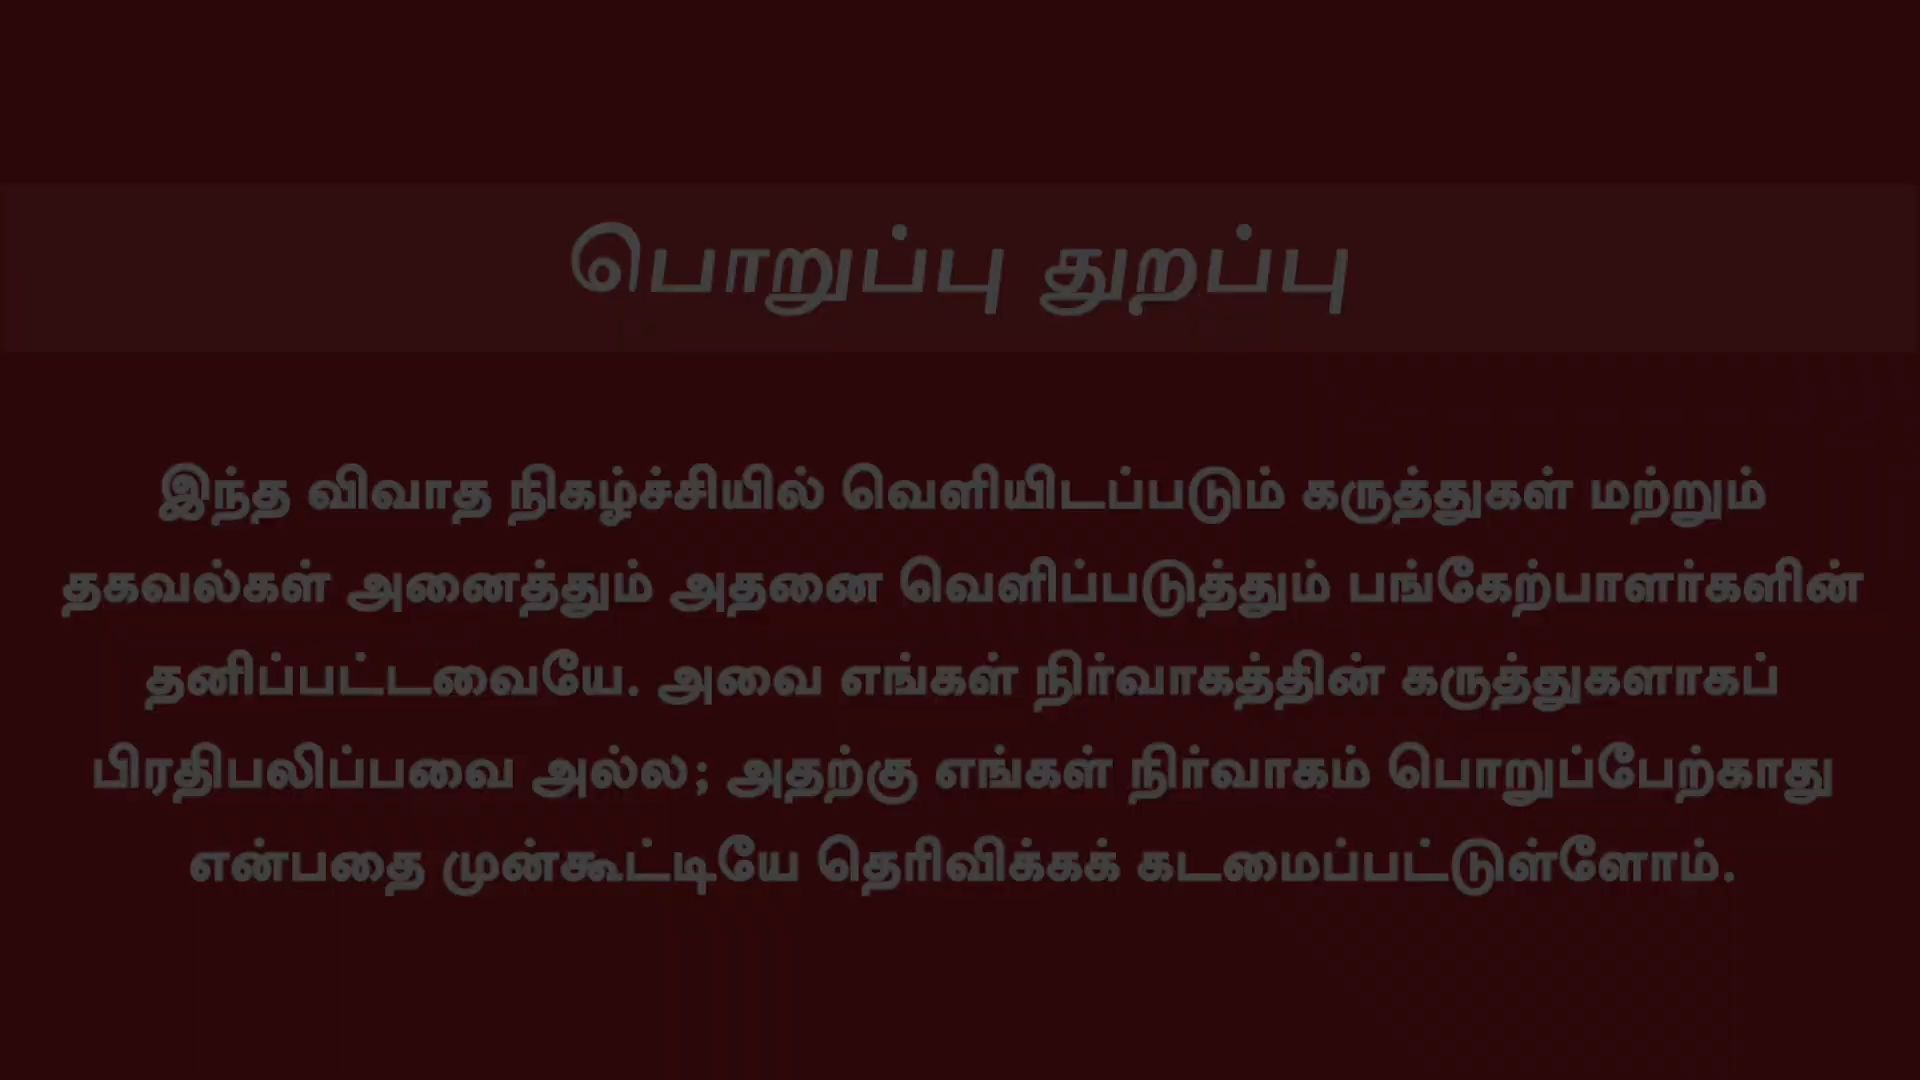 பொறுப்பு துறப்பு
இந்த விவாத நிகழ்ச்சியில் வெளியிடப்படும் கருத்துகள் மற்றும்
தகவல்கள் அனைத்தும் அதனை வெளிப்படுத்தும் பங்கேற்பாளர்களின்
தனிப்பட்டவையே. அவை எங்கள் நிர்வாகத்தின் கருத்துகளாகப்
பிரதிபலிப்பவை அல்ல; அதற்கு எங்கள் நிர்வாகம் பொறுப்பேற்காது
என்பதை முன்கூட்டியே தெரிவிக்கக் கடமைப்பட்டுள்ளோம்.